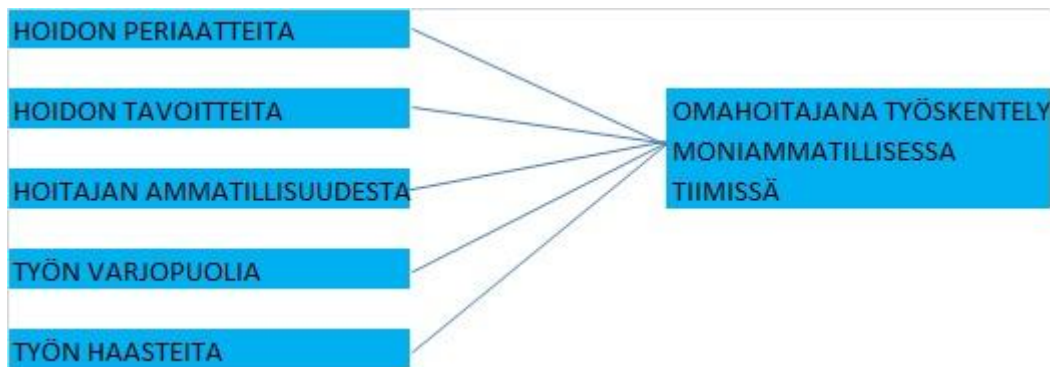 HOIDON PERIAATTEITA
HOIDON TAVOITTEITA
HOITAJAN AMMATILLISUUDESTA
TYÖN VARJOPUOLIA
TYÖN HAASTEITA
OMAHOITAJANA TYÖSKENTELY
MONIAMMATILLISESSA
TIIMISSÄ